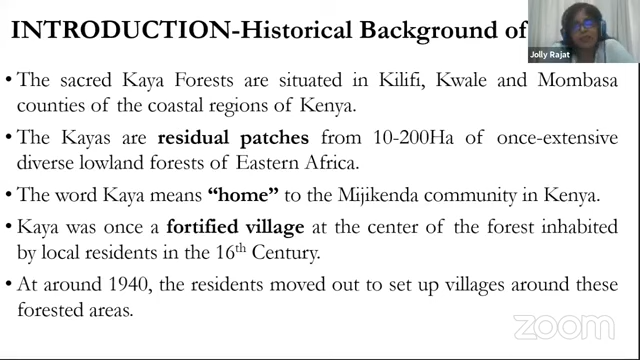 INTRODUCTION-Historical Background of
Jolly Rajat
• The sacred Kaya Forests are situated in Kilifi, Kwale and Mombasa
counties of the coastal regions of Kenya.
• The Kayas are residual patches from 10-200Ha of once-extensive
diverse lowland forests of Eastern Africa.
• The word Kaya means “home” to the Mijikenda community in Kenya.
• Kaya was once a fortified village at the center of the forest inhabited
by local residents in the 16th Century.
• At around 1940, the residents moved out to set up villages around these
forested areas.
zoom